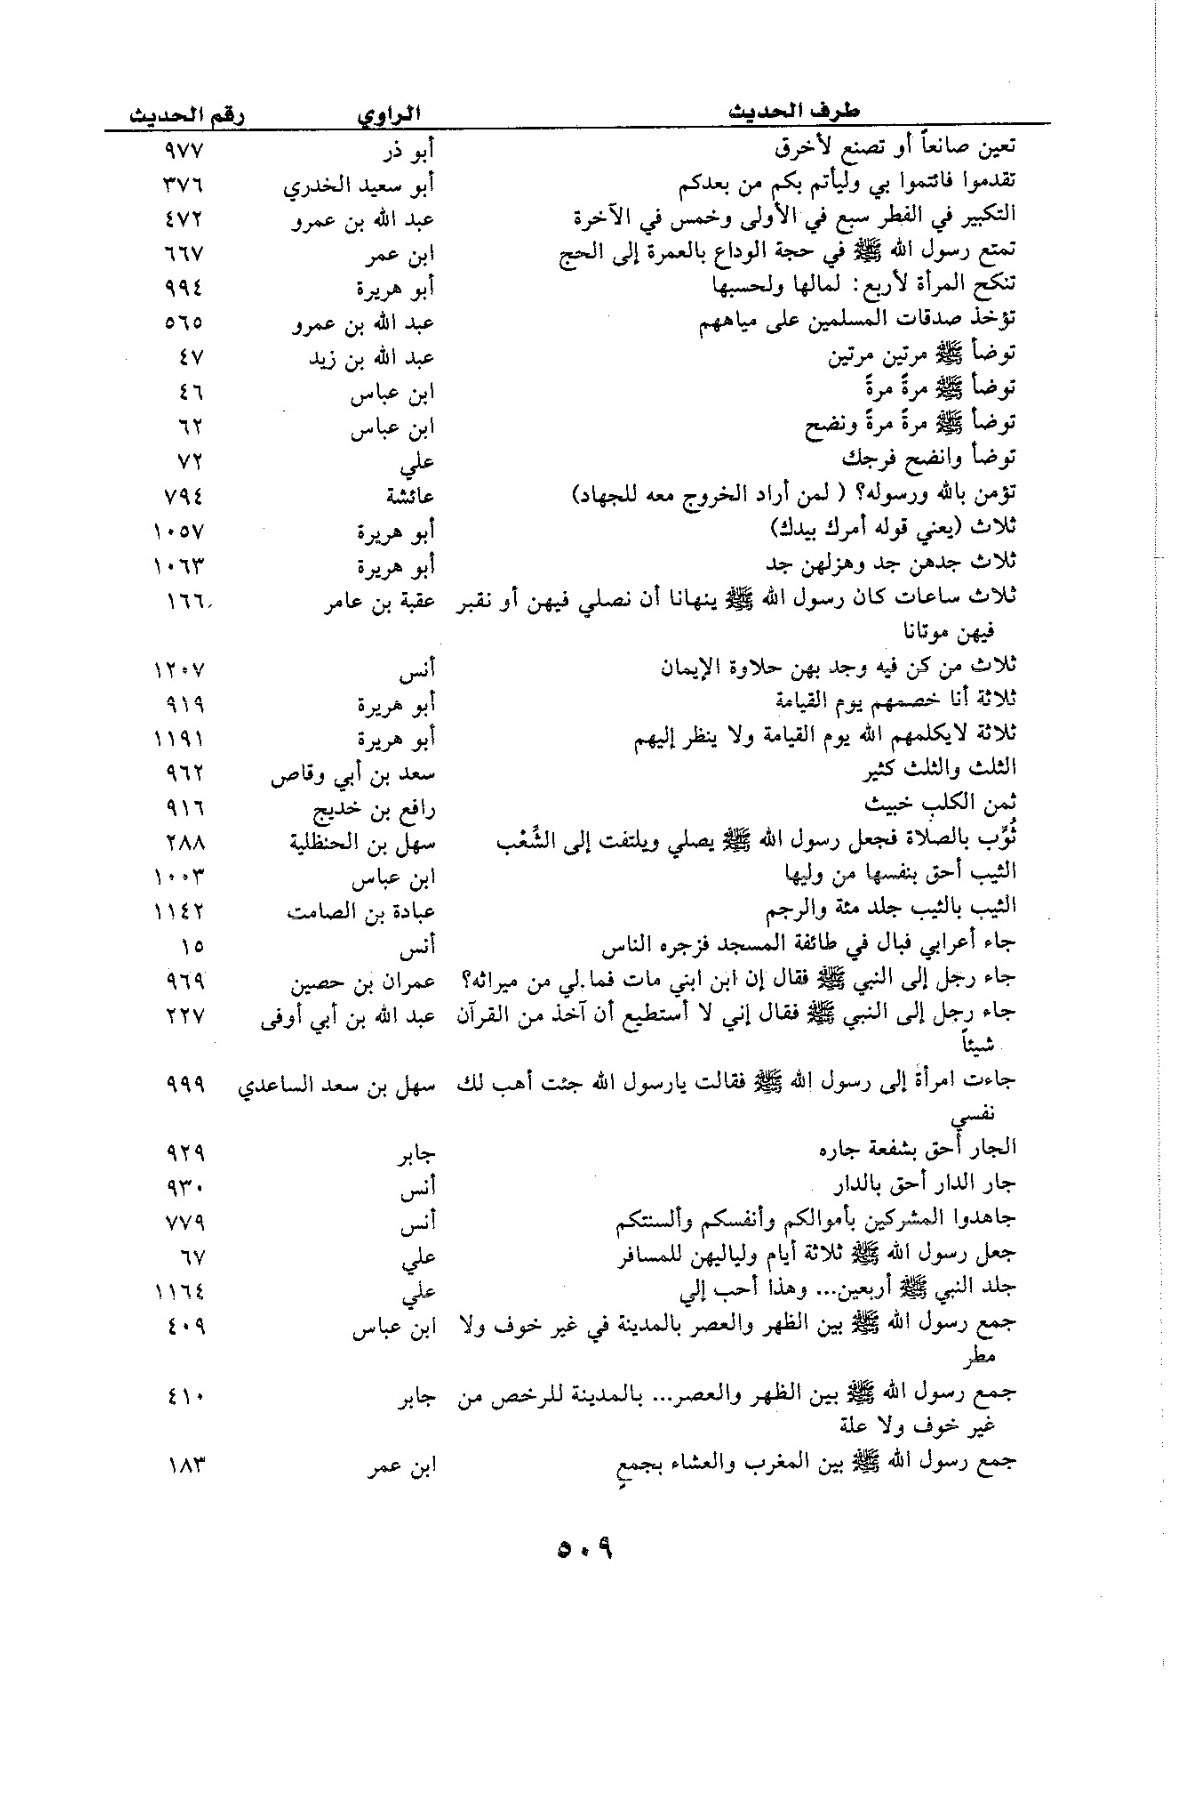 طرف الحديث الراوي رقم الحديث
تعين صانعاً أو تصنع لأخرق أبو ذر ٩٧٧
تقدموا فائتموا بي وليأتم بكم من بعدكم أبو سعيد الخدري ٣٧٦
التكبير في الفطر سبع في الأولى وخمس في الآخرة عبد الله بن عمرو ٤٧٢
تمتع رسول الله ﷺ في حجة الوداع بالعمرة إلى الحج ابن عمر ٦٦٧
تنكح المرأة لأربع: لمالها ولحسبها أبو هريرة ٩٩٤
تؤخذ صدقات المسلمين على مياههم عبد الله بن عمرو ٥٦٥
توضأ ﷺ مرتين مرتين عبد الله بن زيد ٤٧
توضأ ﷺ مرةً مرةً ابن عباس ٤٦
توضأ ﷺ مرةً مرةً ونضح ابن عباس ٦٢
توضأ وانضح فرجك علي ٧٢
تؤمن بالله ورسوله؟ ( لمن أراد الخروج معه للجهاد) عائشة ٧٩٤
ثلاث (يعني قوله أمرك بيدك) أبو هريرة ١٠٥٧
ثلاث جدهن جد وهزلهن جد أبو هريرة ١٠٦٣
ثلاث ساعات كان رسول الله ﷺ ينهانا أن نصلي فيهن أو نقبر عقبة بن عامر ١٦٦
فيهن موتانا
ثلاث من كن فيه وجد بهن حلاوة الإيمان أنس ١٢٠٧
ثلاثة أنا خصمهم يوم القيامة أبو هريرة ٩١٩
ثلاثة لايكلمهم الله يوم القيامة ولا ينظر إليهم أبو هريرة ١١٩١
الثلث والثلث كثير سعد بن أبي وقاص ٩٦٢
ثمن الكلب خبيث رافع بن خديج ٩١٦
ثُوِّب بالصلاة فجعل رسول الله ﷺ يصلي ويلتفت إلى الشِّعْب سهل بن الحنظلية ٢٨٨
الثيب أحق بنفسها من وليها ابن عباس ١٠٠٣
الثيب بالثيب جلد مئة والرجم عبادة بن الصامت ١١٤٢
جاء أعرابي فبال في طائفة المسجد فزجره الناس أنس ١٥
جاء رجل إلى النبي ﷺ فقال إن ابن ابني مات فما لي من ميراثه؟ عمران بن حصين ٩٦٩
جاء رجل إلى النبي ﷺ فقال إني لا أستطيع أن آخذ من القرآن عبد الله بن أبي أوفى ٢٢٧
شيئاً
جاءت امرأة إلى رسول الله ﷺ فقالت يارسول الله جئت أهب لك سهل بن سعد الساعدي ٩٩٩
نفسي
الجار أحق بشفعة جاره جابر ٩٢٩
جار الدار أحق بالدار أنس ٩٣٠
جاهدوا المشركين بأموالكم وأنفسكم وألسنتكم أنس ٧٧٩
جعل رسول الله ﷺ ثلاثة أيام ولياليهن للمسافر علي ٦٧
جلد النبي ﷺ أربعين... وهذا أحب إلي علي ١١٦٤
جمع رسول الله ﷺ بين الظهر والعصر بالمدينة في غير خوف ولا ابن عباس ٤٠٩
مطر
جمع رسول الله ﷺ بين الظهر والعصر... بالمدينة للرخص من جابر ٤١٠
غير خوف ولا علة
جمع رسول الله ﷺ بين المغرب والعشاء بجمعٍ ابن عمر ١٨٣
٥٠٩